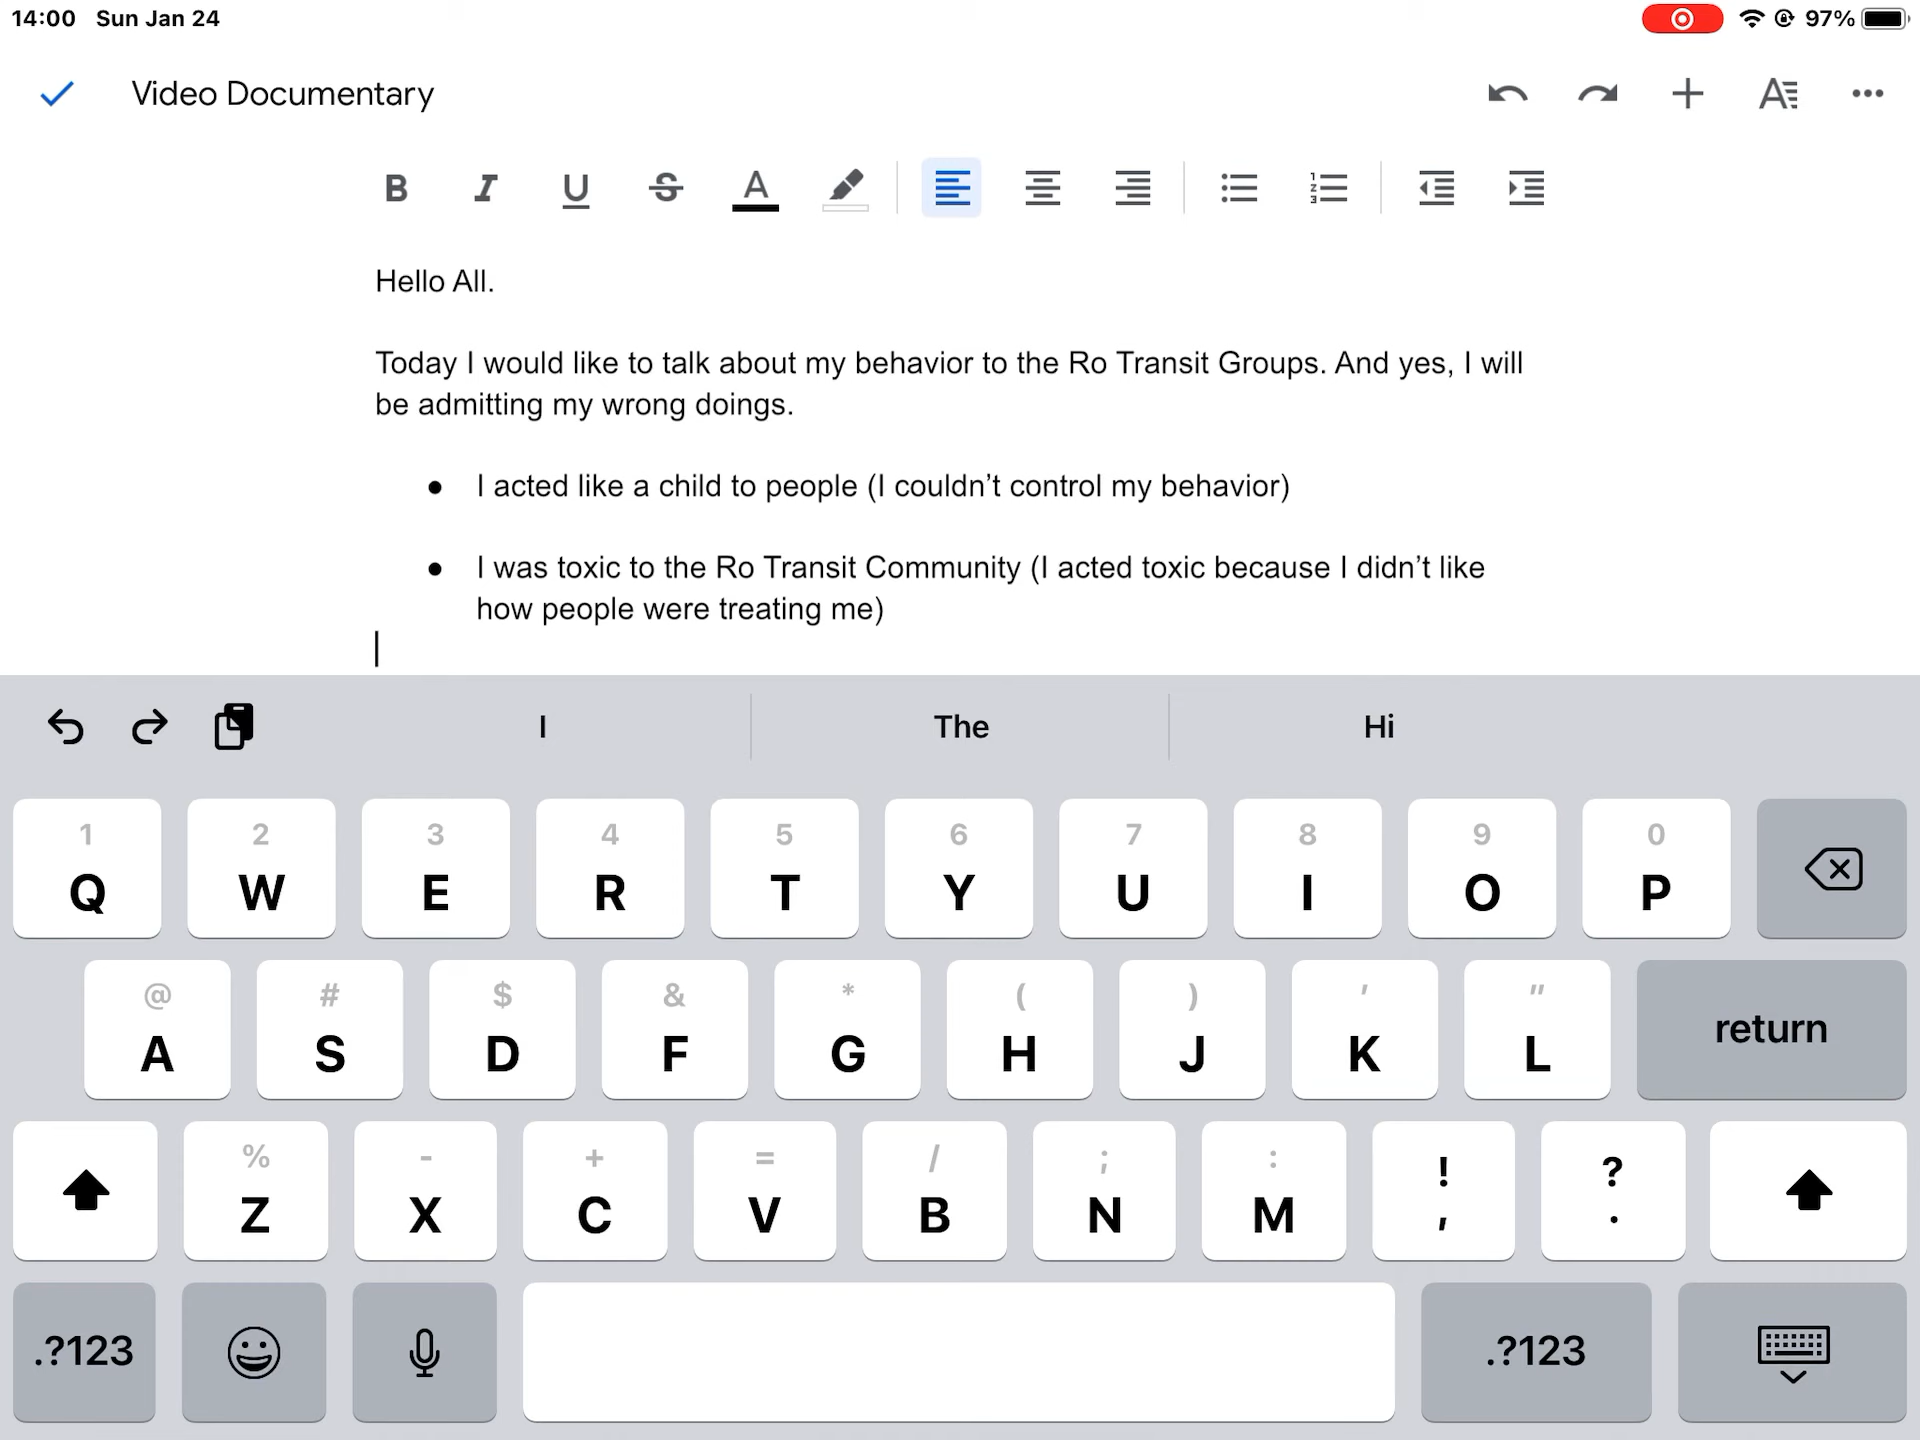 14:00 Sun Jan 24 97%
Video Documentary
B I U S A
Hello All.
Today I would like to talk about my behavior to the Ro Transit Groups. And yes, I will
be admitting my wrong doings.
● I acted like a child to people (I couldn’t control my behavior)
● I was toxic to the Ro Transit Community (I acted toxic because I didn’t like
how people were treating me)
I The Hi
1 2 3 4 5 6 7 8 9 0
Q W E R T Y U I O P
@ # $ & * ( ) ' "
A S D F G H J K L return
% - + = / ; : ! ?
Z X C V B N M , .
.?123 .?123